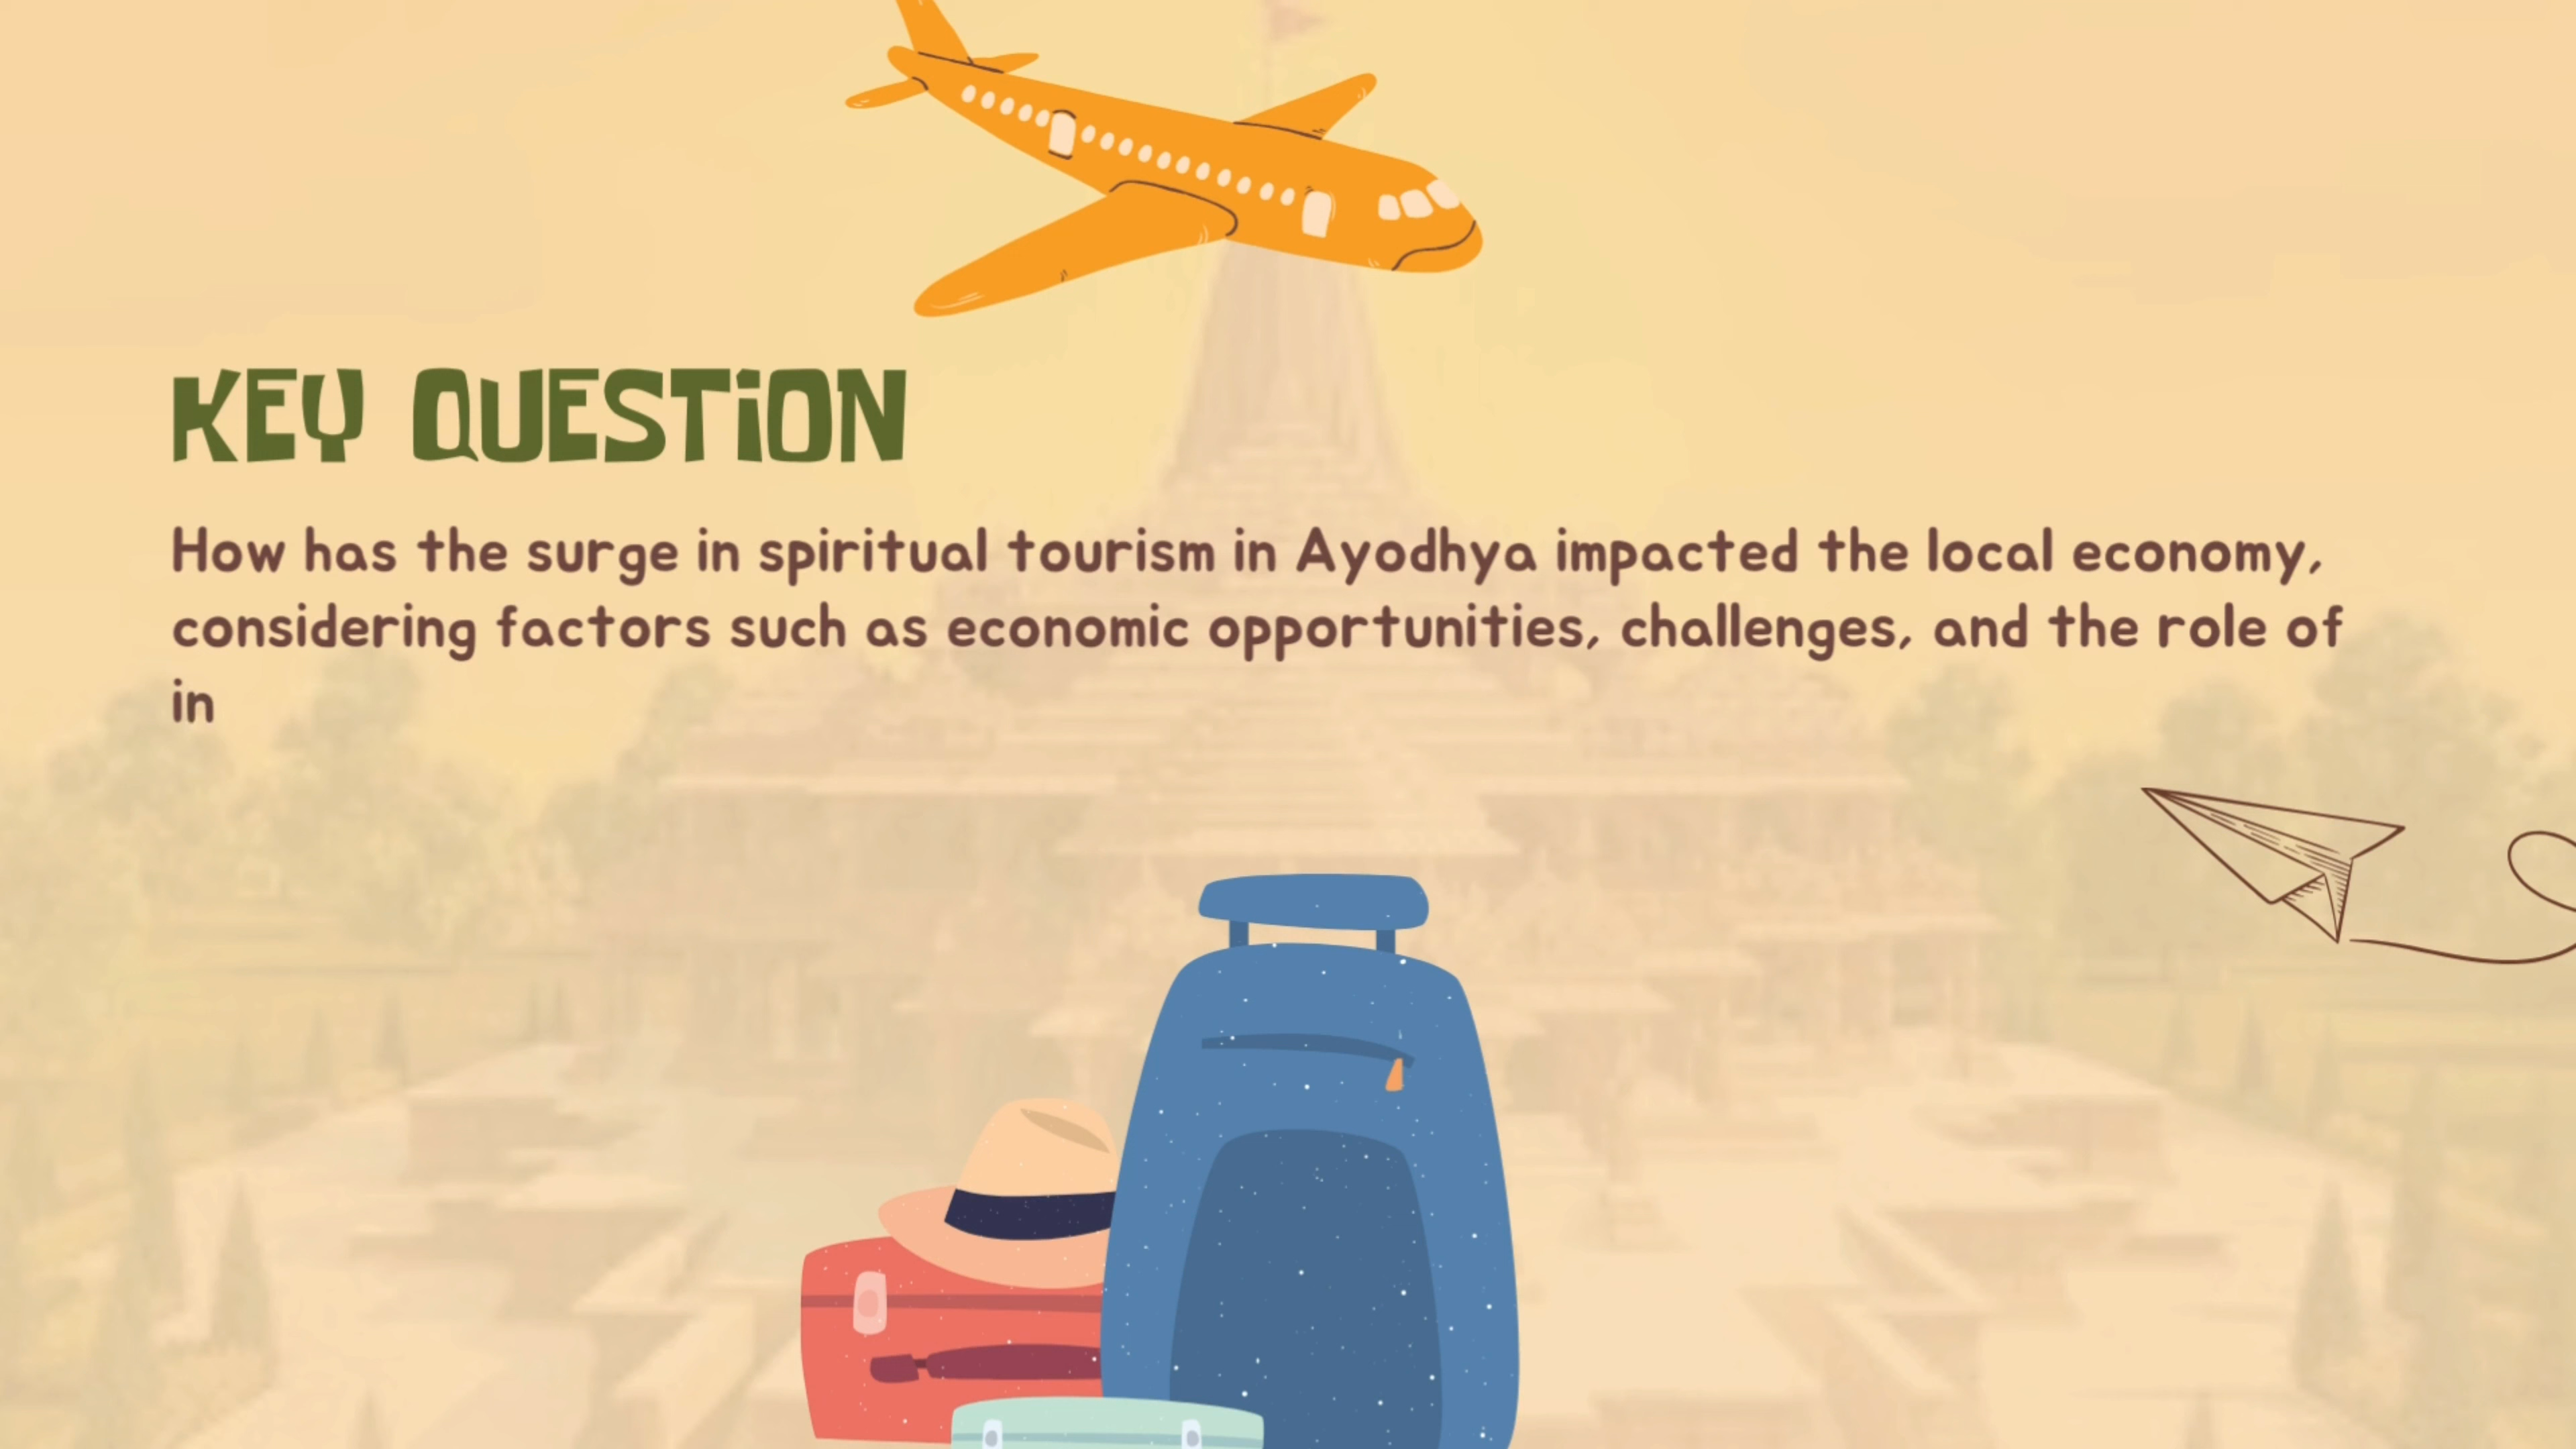 KEY QUESTION
How has the surge in spiritual tourism in Ayodhya impacted the local economy,
considering factors such as economic opportunities, challenges, and the role of
in